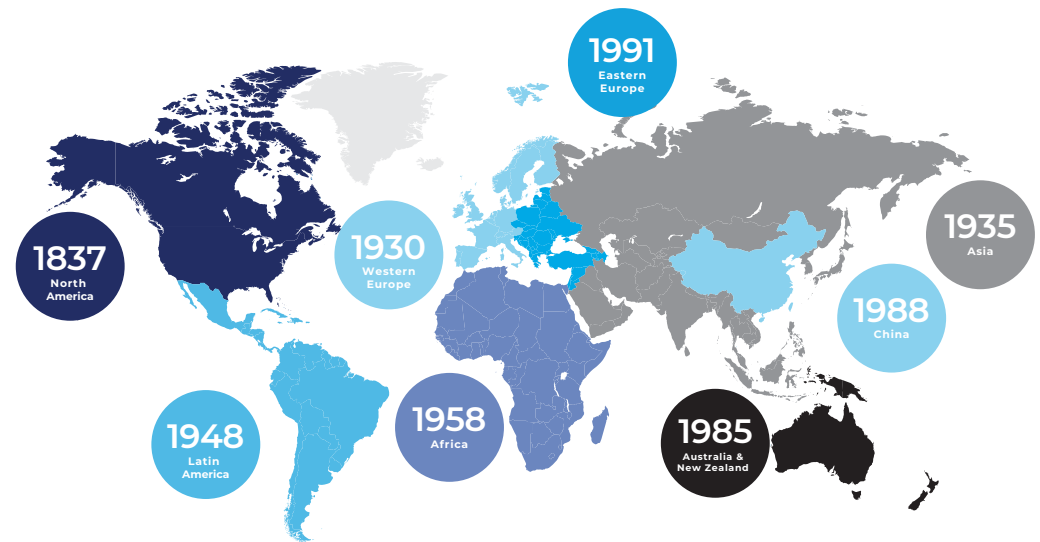 1991
Eastern
Europe
1837
North
America
1930
Western
Europe
1935
Asia
1988
China
1948
Latin
America
1958
Africa
1985
Australia &
New Zealand